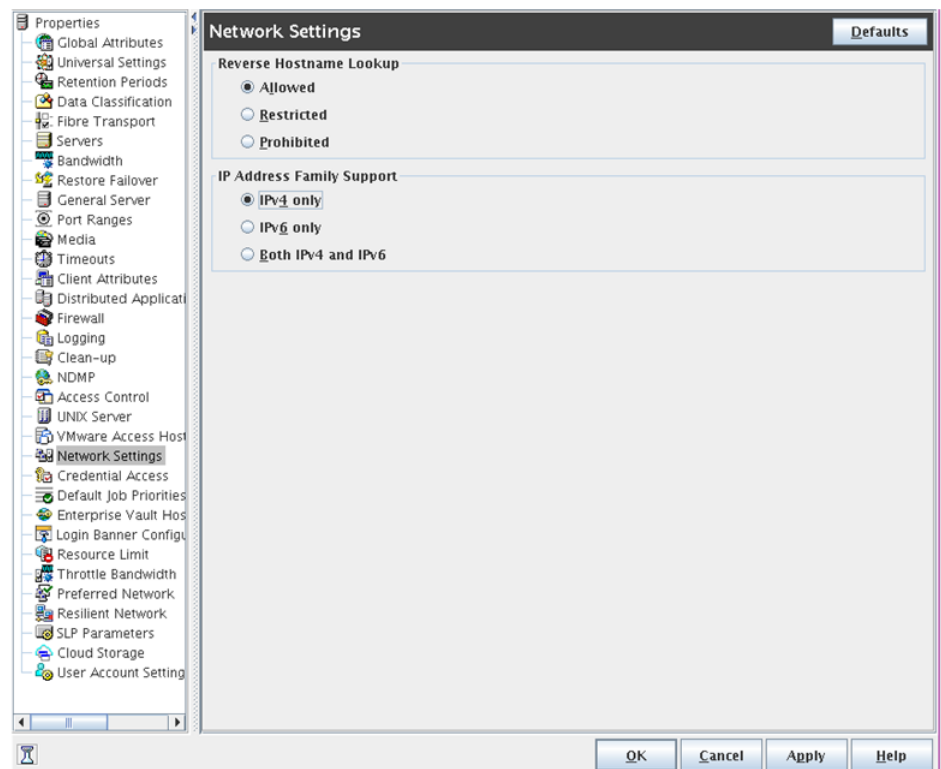 Properties
Global Attributes
Universal Settings
Retention Periods
Data Classification
Fibre Transport
Servers
Bandwidth
Restore Failover
General Server
Port Ranges
Media
Timeouts
Client Attributes
Distributed Applicati
Firewall
Logging
Clean-up
NDMP
Access Control
UNIX Server
VMware Access Host
Network Settings
Credential Access
Default Job Priorities
Enterprise Vault Hos
Login Banner Configu
Resource Limit
Throttle Bandwidth
Preferred Network
Resilient Network
SLP Parameters
Cloud Storage
User Account Setting
Network Settings
Defaults
Reverse Hostname Lookup
Allowed
Restricted
Prohibited
IP Address Family Support
IPv4 only
IPv6 only
Both IPv4 and IPv6
OK
Cancel
Apply
Help